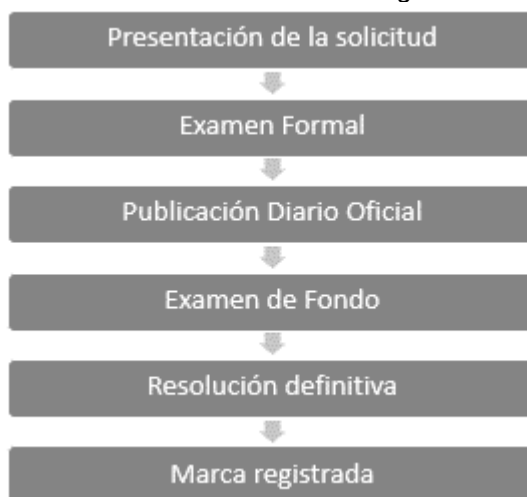 Presentación de la solicitud
Examen Formal
Publicación Diario Oficial
Examen de Fondo
Resolución definitiva
Marca registrada